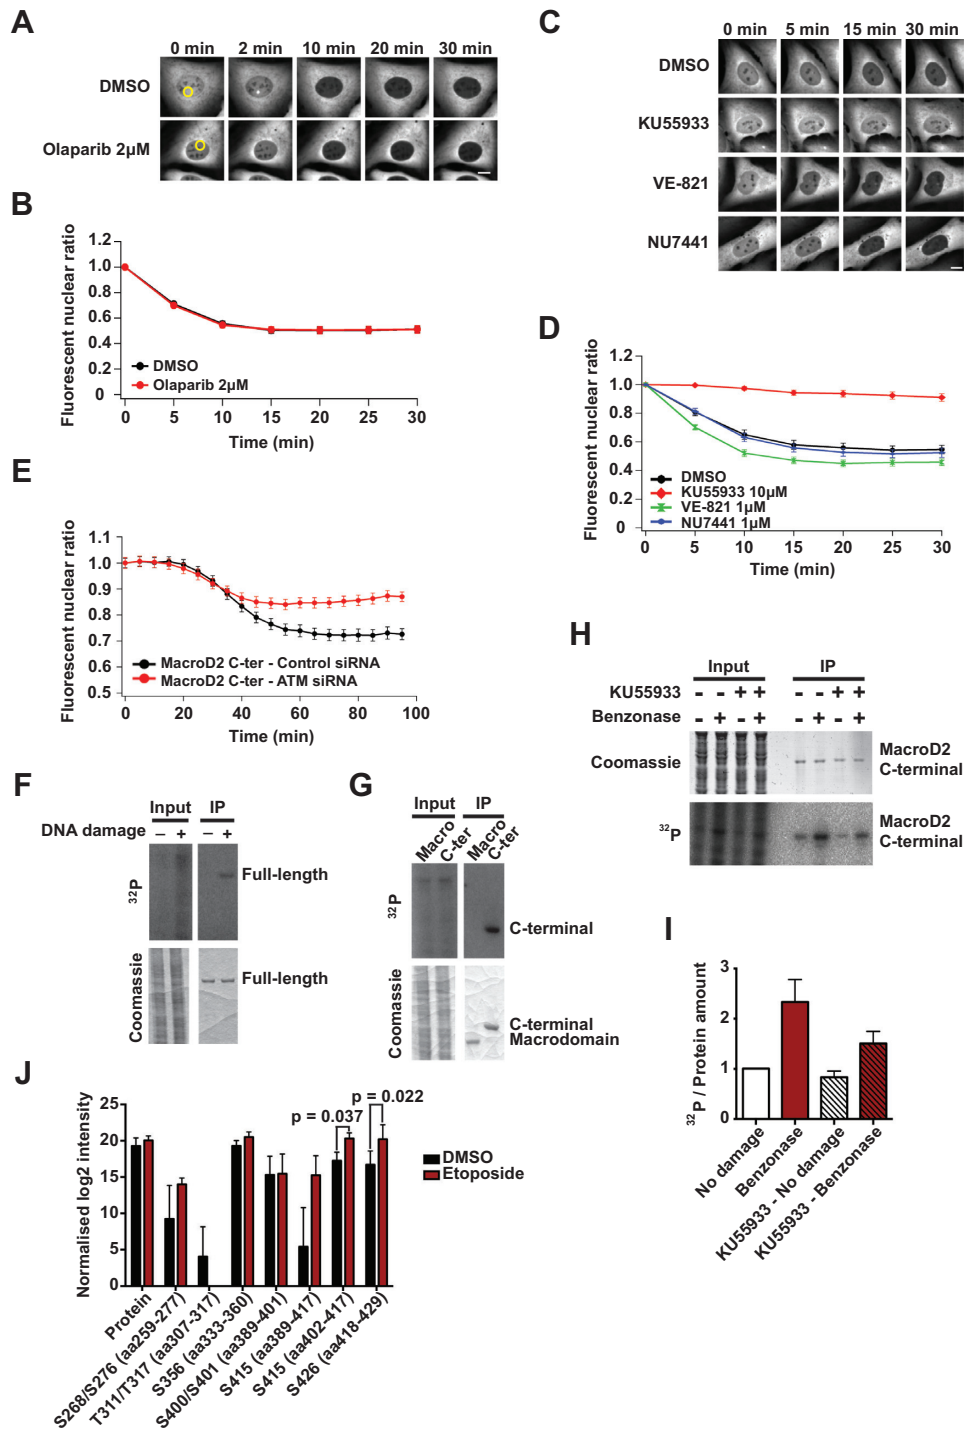 A
0 min 2 min 10 min 20 min 30 min
DMSO
Olaparib 2µM
B
Fluorescent nuclear ratio
1.2
1.0
0.8
0.6
0.4
0.2
0
DMSO
Olaparib 2µM
0 5 10 15 20 25 30
Time (min)
C
0 min 5 min 15 min 30 min
DMSO
KU55933
VE-821
NU7441
D
Fluorescent nuclear ratio
1.2
1.0
0.8
0.6
0.4
0.2
0
DMSO
KU55933 10µM
VE-821 1µM
NU7441 1µM
0 5 10 15 20 25 30
Time (min)
E
Fluorescent nuclear ratio
1.1
1.0
0.9
0.8
0.7
0.6
0.5
MacroD2 C-ter - Control siRNA
MacroD2 C-ter - ATM siRNA
0 20 40 60 80 100
Time (min)
F
Input IP
DNA damage – + – +
32P
Full-length
Coomassie
Full-length
G
Input IP
Macro C-ter Macro C-ter
32P
C-terminal
Coomassie
C-terminal
Macrodomain
H
Input IP
KU55933 - - + + - - + +
Benzonase - + - + - + - +
Coomassie
MacroD2
C-terminal
32P
MacroD2
C-terminal
I
32P / Protein amount
3
2
1
0
No damage
Benzonase
KU55933 - No damage
KU55933 - Benzonase
J
Normalised log2 intensity
25
20
15
10
5
0
p = 0.037
p = 0.022
DMSO
Etoposide
Protein
S268/S276 (aa259-277)
T311/T317 (aa307-317)
S356 (aa333-360)
S400/S401 (aa389-401)
S415 (aa389-417)
S415 (aa402-417)
S426 (aa418-429)